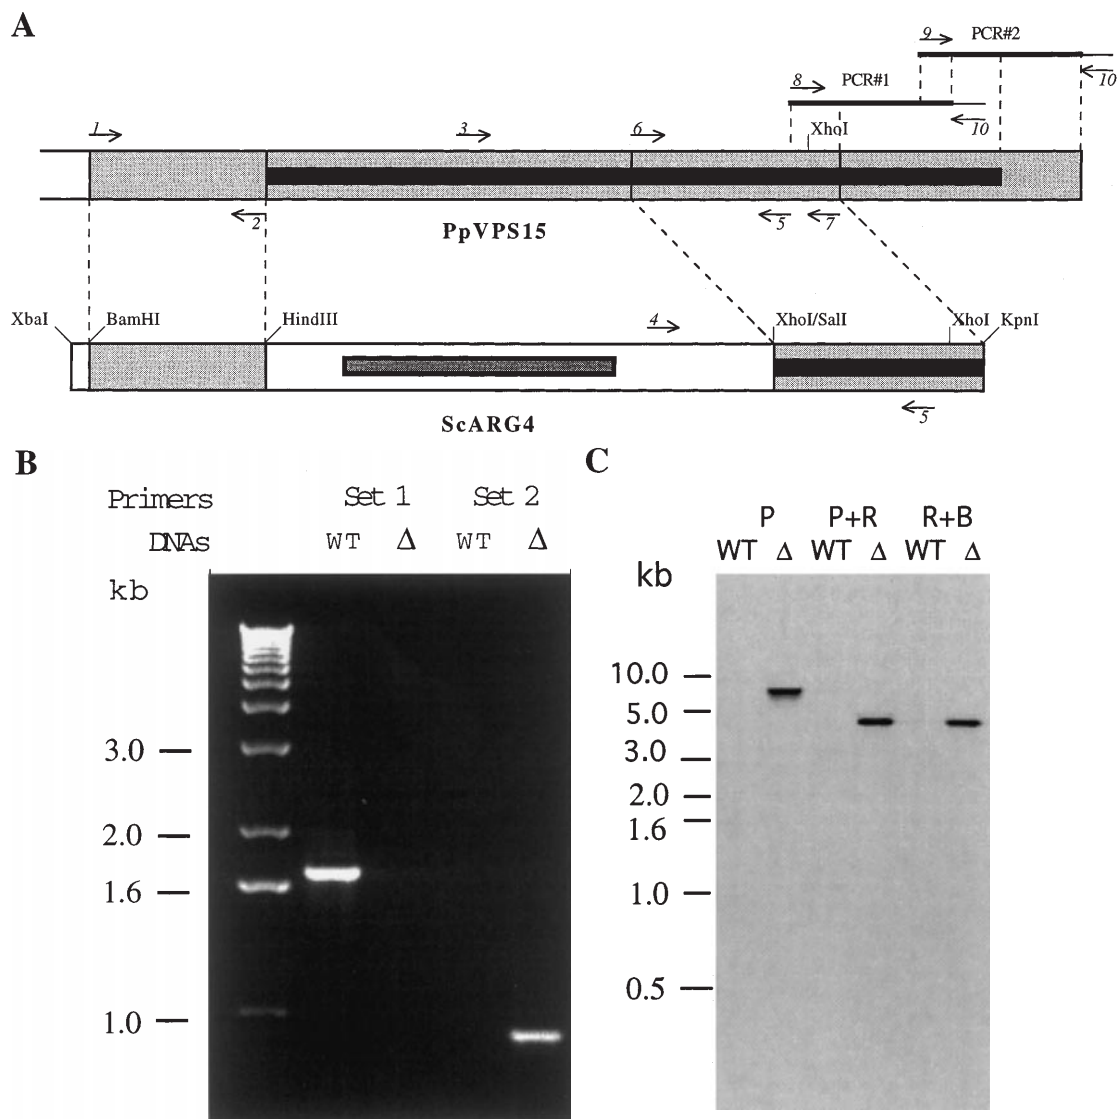 A
9 PCR#2
8 PCR#1 10
10
1 3 6 XhoI
2 5 7
PpVPS15
XbaI BamHI HindIII 4 XhoI/SalI XhoI KpnI
ScARG4 5
B
Primers Set 1 Set 2
DNAs WT Δ WT Δ
kb
3.0
2.0
1.6
1.0
C
P P+R R+B
WT Δ WT Δ WT Δ
kb
10.0
5.0
3.0
2.0
1.6
1.0
0.5